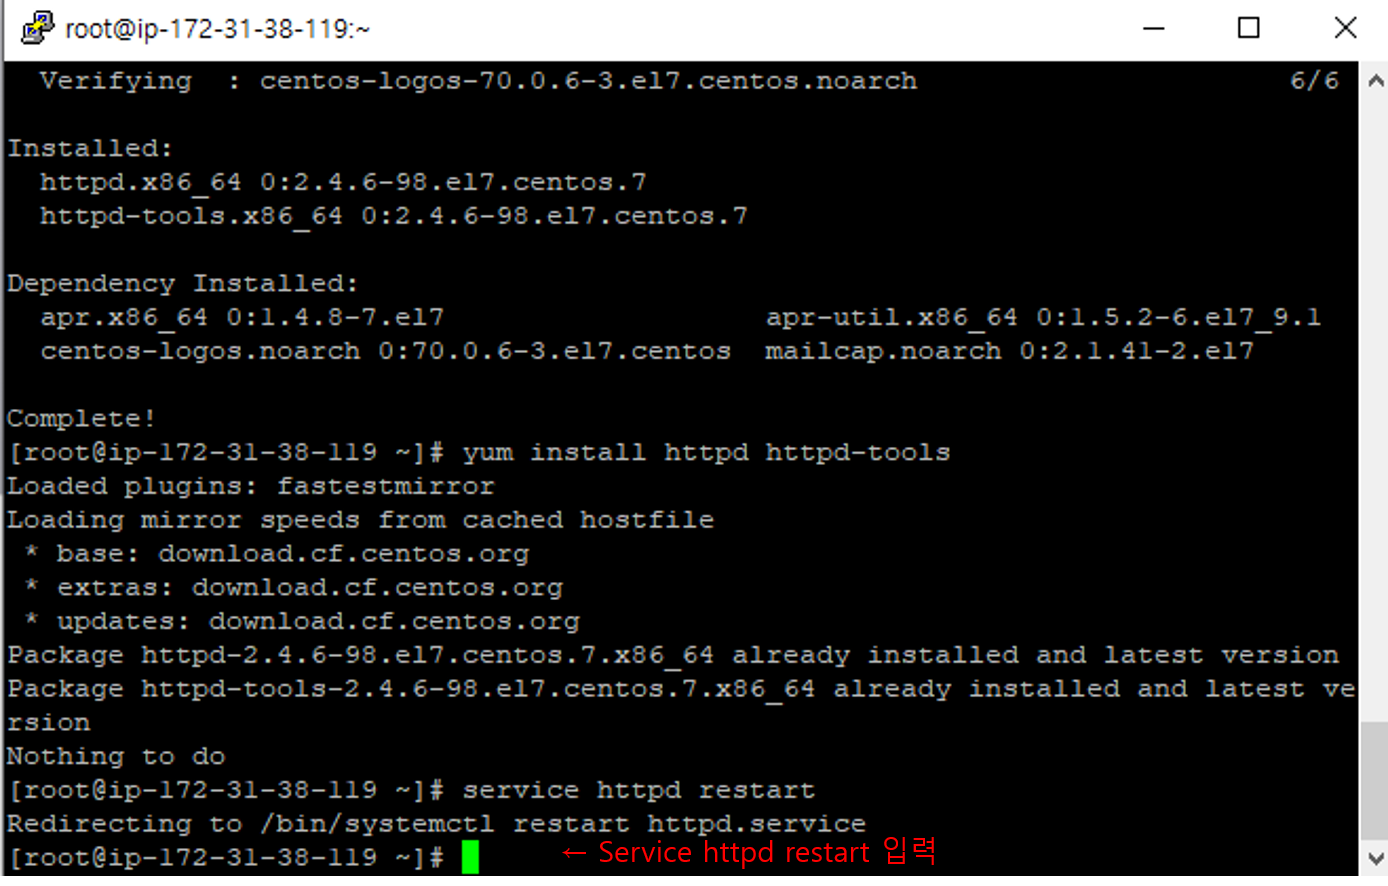 root@ip-172-31-38-119:~
Verifying  : centos-logos-70.0.6-3.el7.centos.noarch 6/6
Installed:
httpd.x86_64 0:2.4.6-98.el7.centos.7
httpd-tools.x86_64 0:2.4.6-98.el7.centos.7
Dependency Installed:
apr.x86_64 0:1.4.8-7.el7 apr-util.x86_64 0:1.5.2-6.el7_9.1
centos-logos.noarch 0:70.0.6-3.el7.centos mailcap.noarch 0:2.1.41-2.el7
Complete!
[root@ip-172-31-38-119 ~]# yum install httpd httpd-tools
Loaded plugins: fastestmirror
Loading mirror speeds from cached hostfile
* base: download.cf.centos.org
* extras: download.cf.centos.org
* updates: download.cf.centos.org
Package httpd-2.4.6-98.el7.centos.7.x86_64 already installed and latest version
Package httpd-tools-2.4.6-98.el7.centos.7.x86_64 already installed and latest ve
rsion
Nothing to do
[root@ip-172-31-38-119 ~]# service httpd restart
Redirecting to /bin/systemctl restart httpd.service
[root@ip-172-31-38-119 ~]# ← Service httpd restart 입력